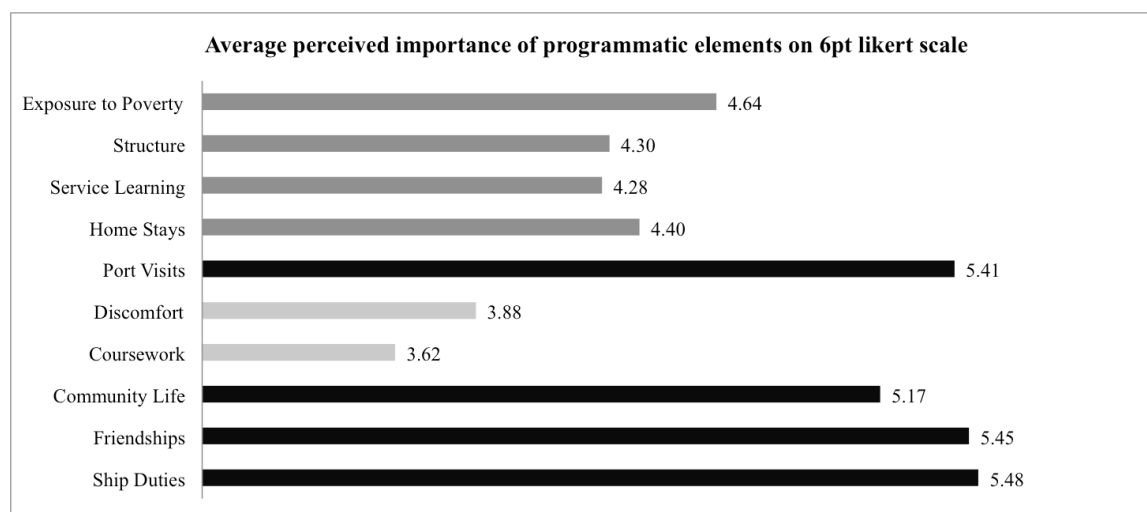 Average perceived importance of programmatic elements on 6pt likert scale
Exposure to Poverty 4.64
Structure 4.30
Service Learning 4.28
Home Stays 4.40
Port Visits 5.41
Discomfort 3.88
Coursework 3.62
Community Life 5.17
Friendships 5.45
Ship Duties 5.48